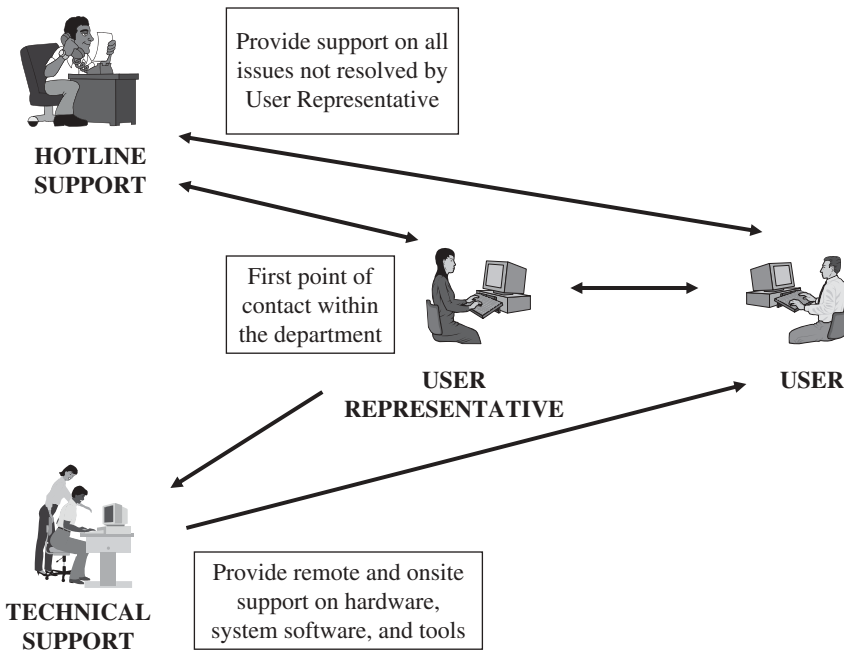 Provide support on all
issues not resolved by
User Representative
HOTLINE
SUPPORT
First point of
contact within
the department
USER
REPRESENTATIVE
USER
Provide remote and onsite
support on hardware,
system software, and tools
TECHNICAL
SUPPORT